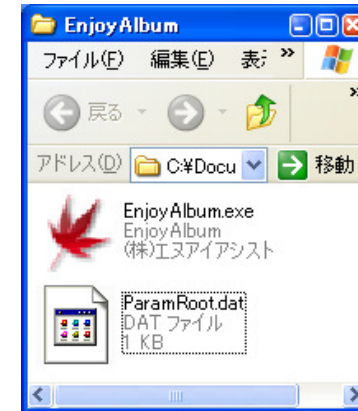 EnjoyAlbum
ファイル(F) 編集(E) 表示
戻る
アドレス(D) C:¥Docu 移動
EnjoyAlbum.exe
EnjoyAlbum
(株)エヌアイアシスト
ParamRoot.dat
DAT ファイル
1 KB